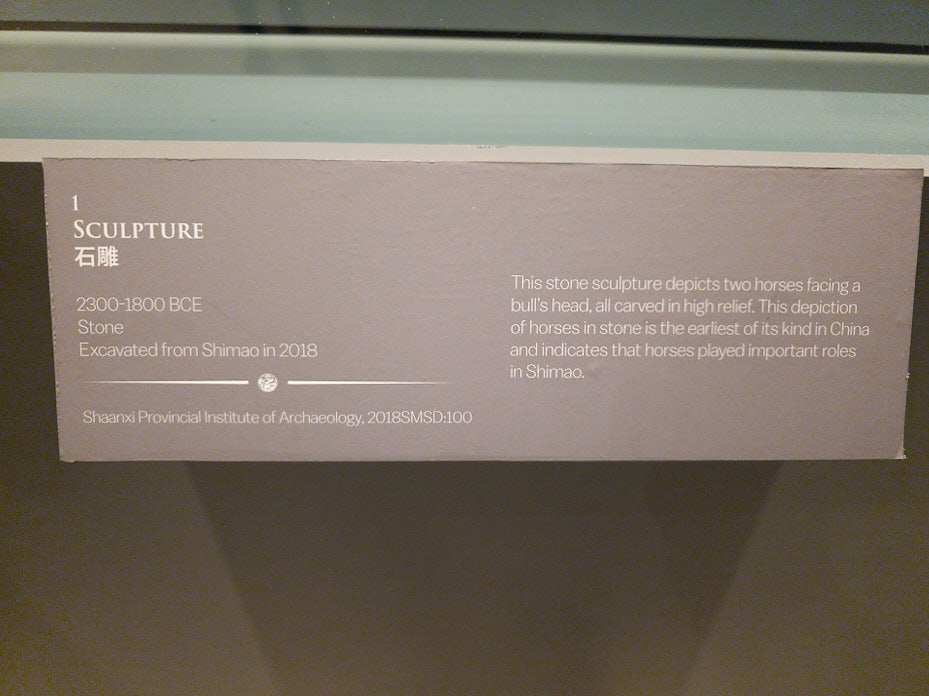 1
SCULPTURE
石雕
2300-1800 BCE
Stone
Excavated from Shimao in 2018
Shaanxi Provincial Institute of Archaeology, 2018SMSD:100
This stone sculpture depicts two horses facing a
bull's head, all carved in high relief. This depiction
of horses in stone is the earliest of its kind in China
and indicates that horses played important roles
in Shimao.